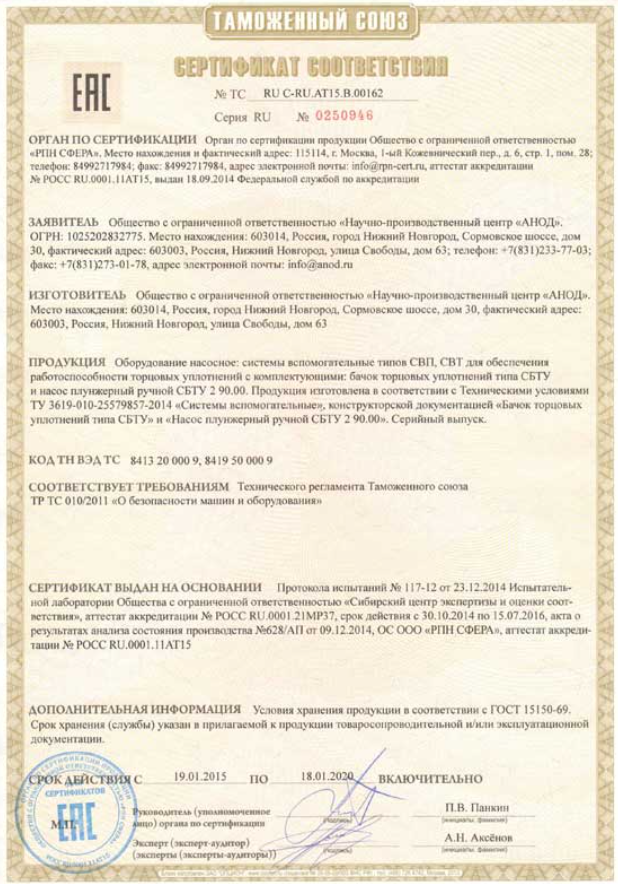 ТАМОЖЕННЫЙ СОЮЗ
СЕРТИФИКАТ СООТВЕТСТВИЯ
ЕАС
№ ТС RU C-RU.АТ15.В.00162
Серия RU № 0250946
ОРГАН ПО СЕРТИФИКАЦИИ Орган по сертификации продукции Общество с ограниченной ответственностью
«РПН СФЕРА». Место нахождения и фактический адрес: 115114, г. Москва, 1-ый Кожевнический пер., д. 6, стр. 1, пом. 28;
телефон: 84992717984; факс: 84992717984, адрес электронной почты: info@rpn-cert.ru, аттестат аккредитации
№ РОСС RU.0001.11АТ15, выдан 18.09.2014 Федеральной службой по аккредитации
ЗАЯВИТЕЛЬ Общество с ограниченной ответственностью «Научно-производственный центр «АНОД».
ОГРН: 1025202832775. Место нахождения: 603014, Россия, город Нижний Новгород, Сормовское шоссе, дом
30, фактический адрес: 603003, Россия, Нижний Новгород, улица Свободы, дом 63; телефон: +7(831)233-77-03;
факс: +7(831)273-01-78, адрес электронной почты: info@anod.ru
ИЗГОТОВИТЕЛЬ Общество с ограниченной ответственностью «Научно-производственный центр «АНОД».
Место нахождения: 603014, Россия, город Нижний Новгород, Сормовское шоссе, дом 30, фактический адрес:
603003, Россия, Нижний Новгород, улица Свободы, дом 63
ПРОДУКЦИЯ Оборудование насосное: системы вспомогательные типов СВП, СВТ для обеспечения
работоспособности торцовых уплотнений с комплектующими: бачок торцовых уплотнений типа СБТУ
и насос плунжерный ручной СБТУ 2 90.00. Продукция изготовлена в соответствии с Техническими условиями
ТУ 3619-010-25579857-2014 «Системы вспомогательные», конструкторской документацией «Бачок торцовых
уплотнений типа СБТУ» и «Насос плунжерный ручной СБТУ 2 90.00». Серийный выпуск.
КОД ТН ВЭД ТС 8413 20 000 9, 8419 50 000 9
СООТВЕТСТВУЕТ ТРЕБОВАНИЯМ Технического регламента Таможенного союза
ТР ТС 010/2011 «О безопасности машин и оборудования»
СЕРТИФИКАТ ВЫДАН НА ОСНОВАНИИ Протокола испытаний № 117-12 от 23.12.2014 Испытатель-
ной лаборатории Общества с ограниченной ответственностью «Сибирский центр экспертизы и оценки соот-
ветствия», аттестат аккредитации № РОСС RU.0001.21МР37, срок действия с 30.10.2014 по 15.07.2016, акта о
результатах анализа состояния производства №628/АП от 09.12.2014, ОС ООО «РПН СФЕРА», аттестат аккреди-
тации № РОСС RU.0001.11АТ15
ДОПОЛНИТЕЛЬНАЯ ИНФОРМАЦИЯ Условия хранения продукции в соответствии с ГОСТ 15150-69.
Срок хранения (службы) указан в прилагаемой к продукции товаросопроводительной и/или эксплуатационной
документации.
СРОК ДЕЙСТВИЯ С 19.01.2015 ПО 18.01.2020 ВКЛЮЧИТЕЛЬНО
СЕРТИФИКАТОВ
ЕАС
М.П.
Руководитель (уполномоченное
лицо) органа по сертификации
(подпись)
П.В. Панкин
(инициалы, фамилия)
Эксперт (эксперт-аудитор)
(эксперты (эксперты-аудиторы))
(подпись)
А.Н. Аксёнов
(инициалы, фамилия)